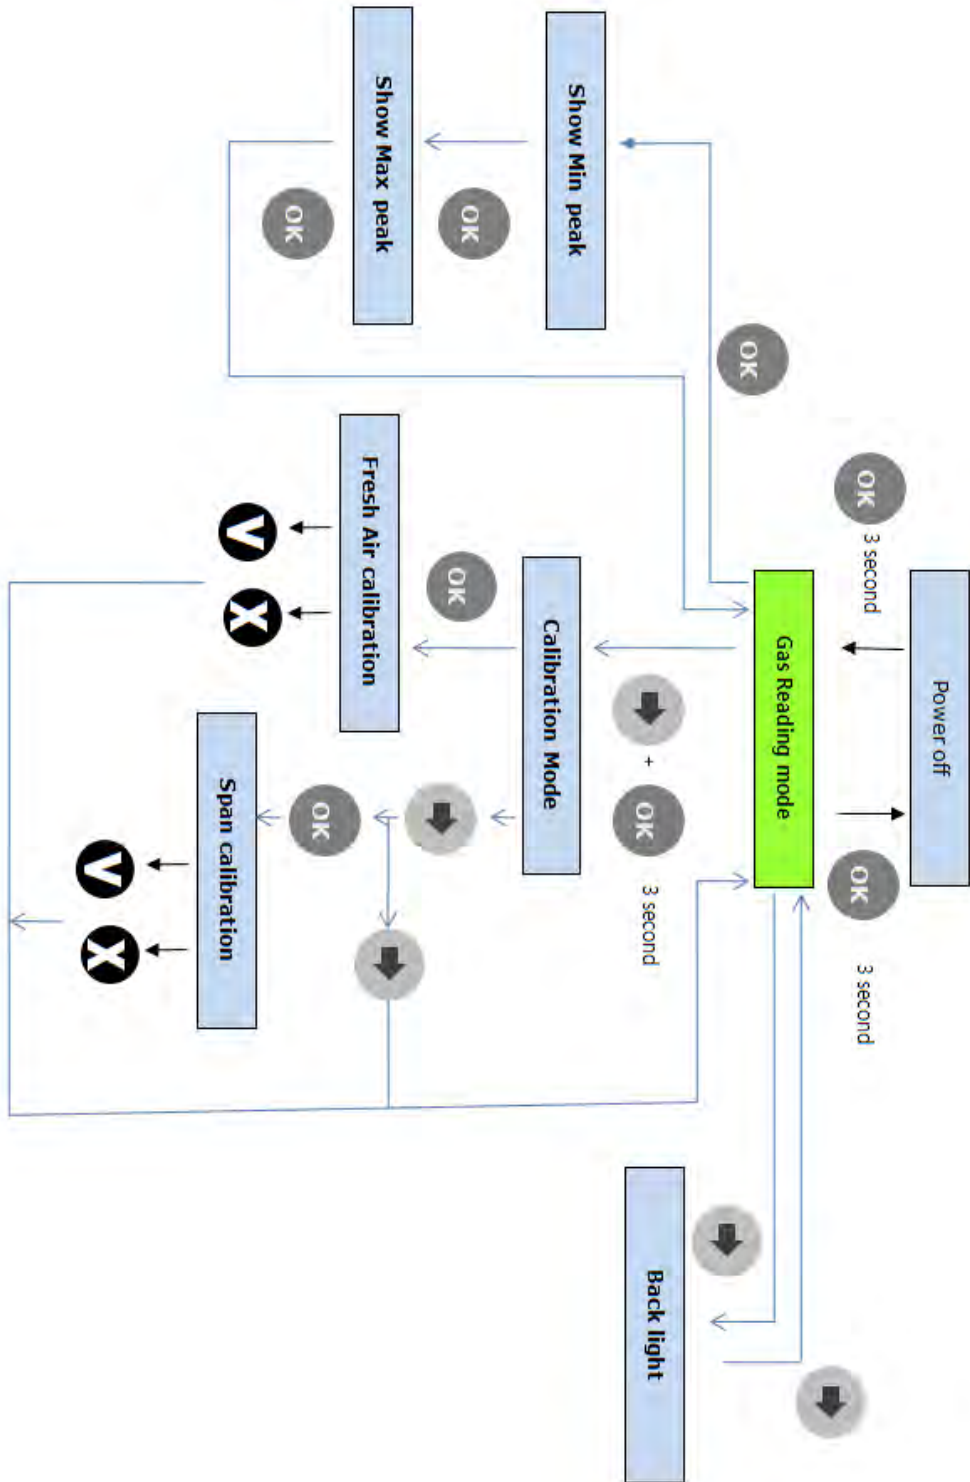 Power off
OK
3 second
OK
3 second
Gas Reading mode
OK
+
OK
3 second
Show Min peak
Calibration Mode
Back light
OK
OK
OK
Show Max peak
Fresh Air calibration
OK
V
X
Span calibration
V
X